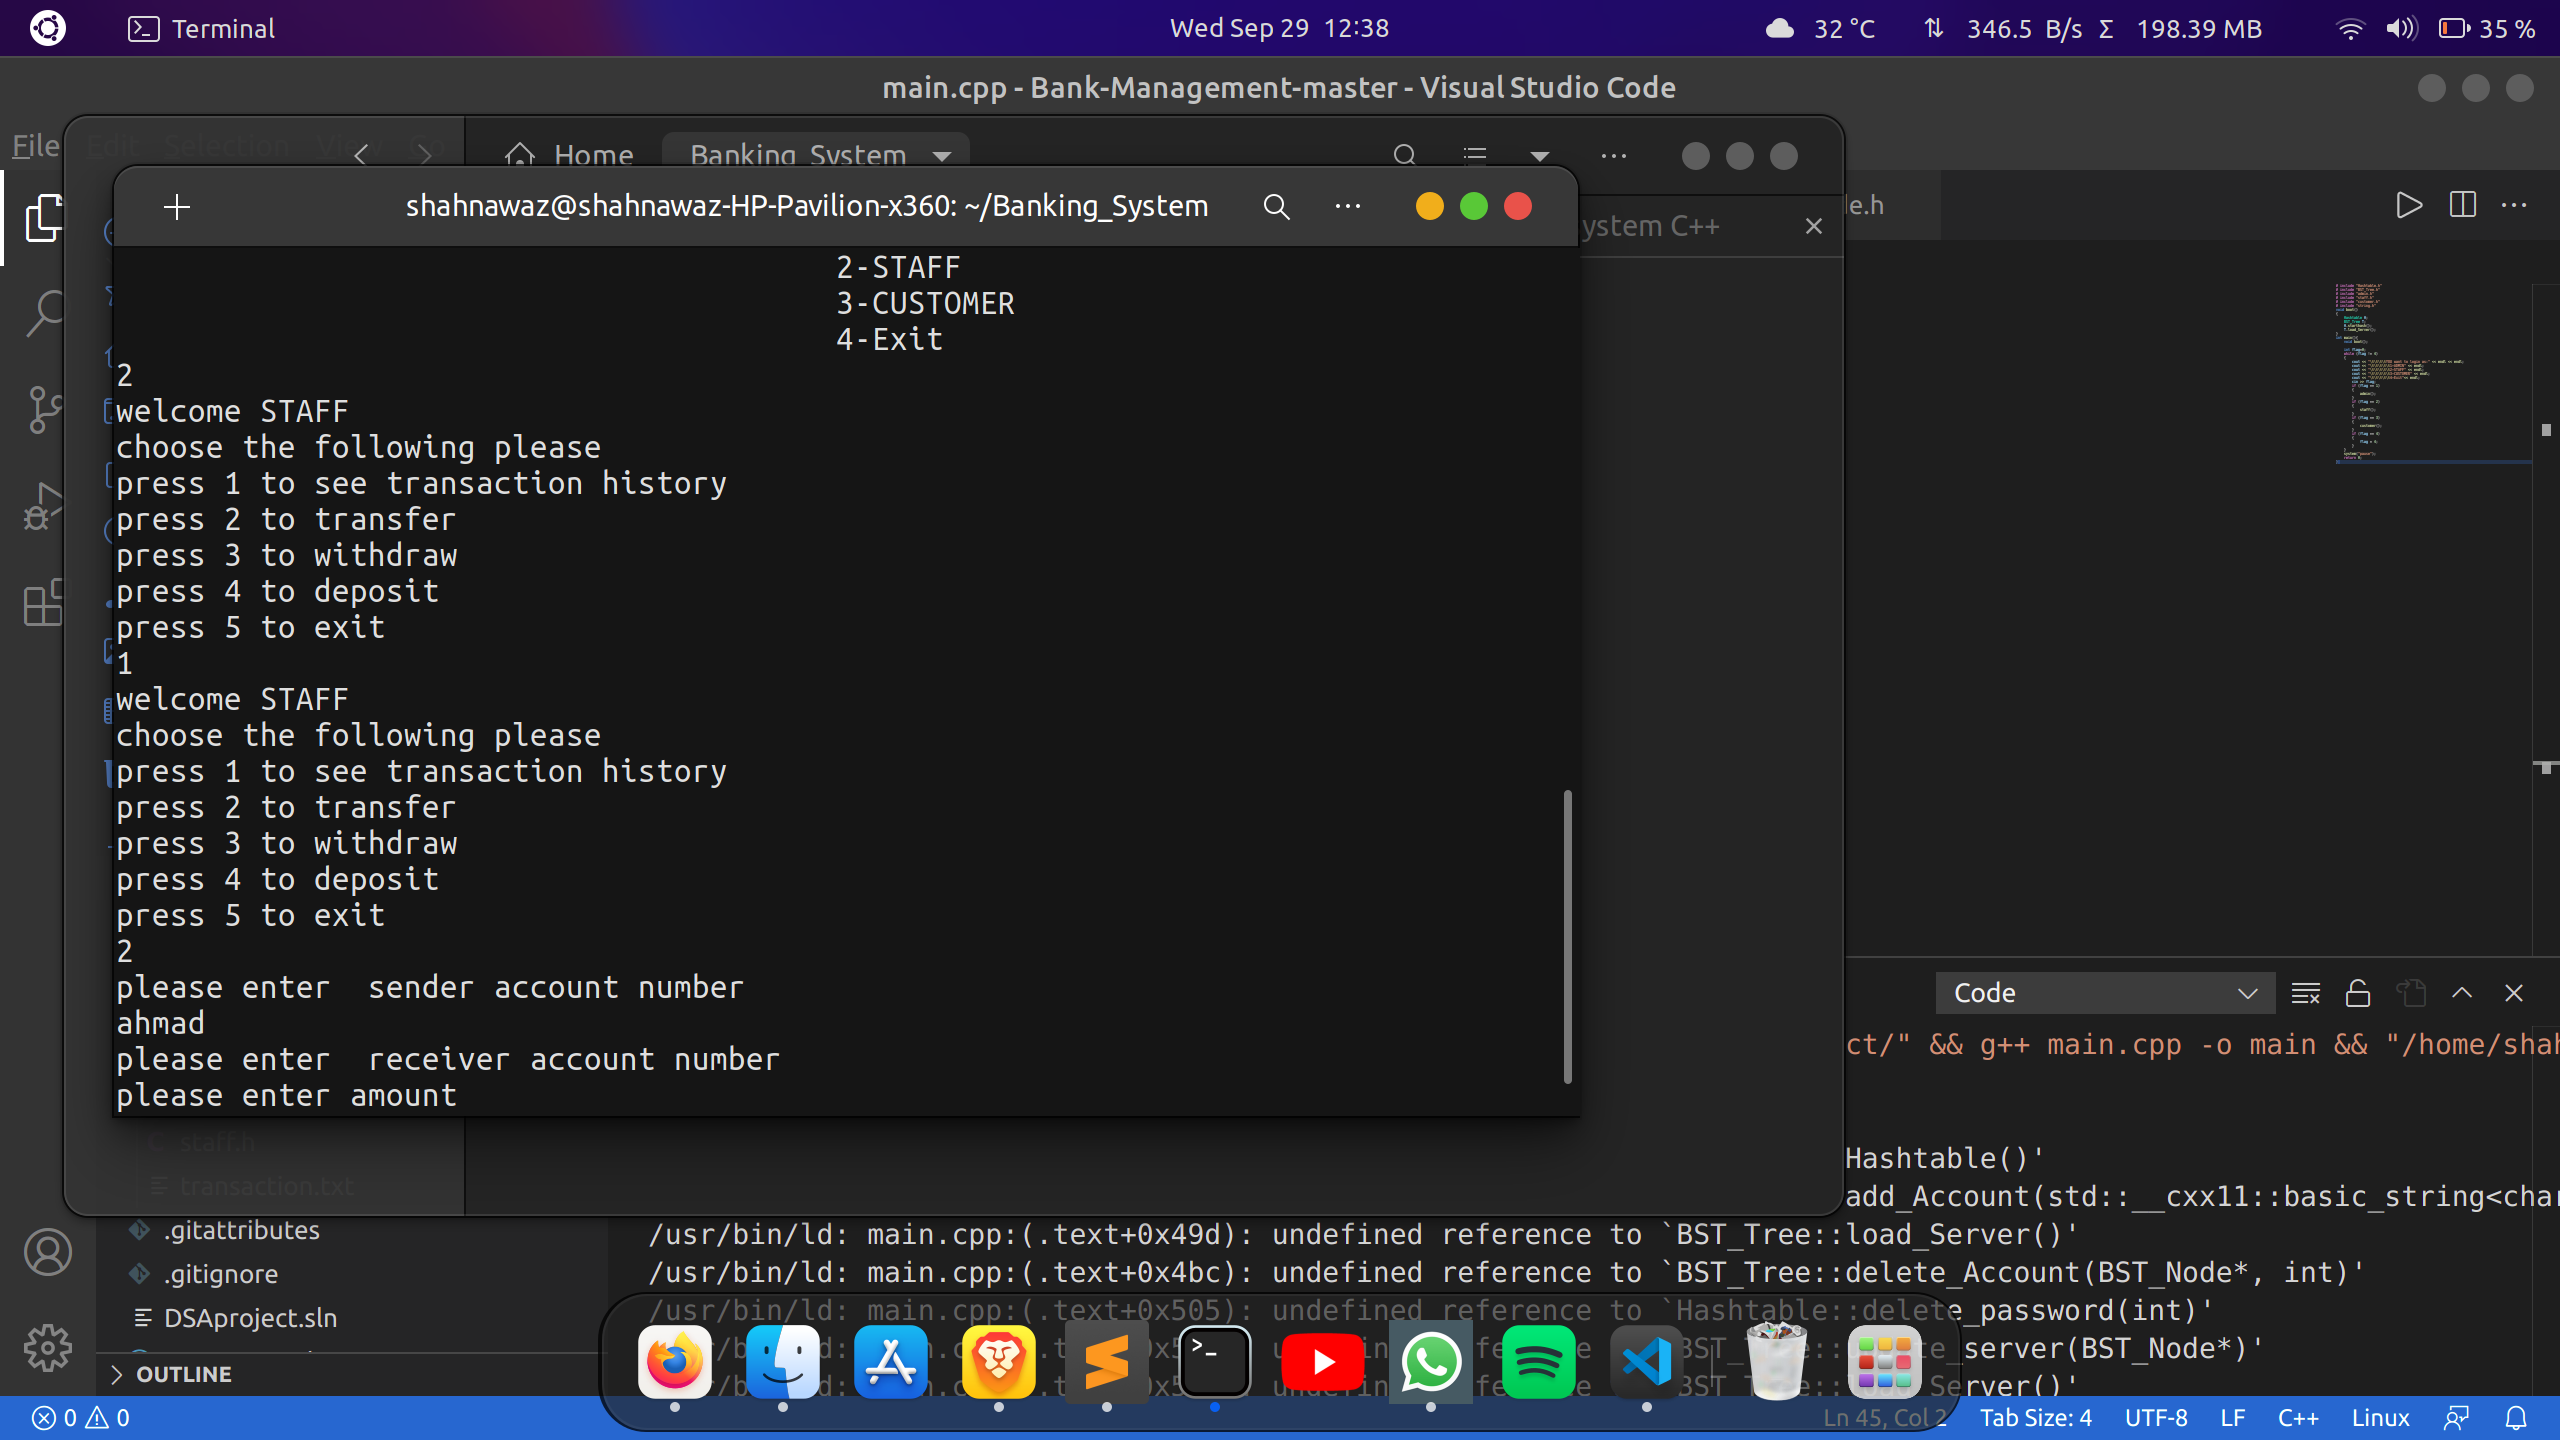 Terminal
Wed Sep 29 12:38
32 °C
346.5 B/s Σ 198.39 MB
35 %
main.cpp - Bank-Management-master - Visual Studio Code
File Edit Selection View Go
Home
Banking_System
shahnawaz@shahnawaz-HP-Pavilion-x360: ~/Banking_System
ystem C++
le.h
2-STAFF
3-CUSTOMER
4-Exit
2
welcome STAFF
choose the following please
press 1 to see transaction history
press 2 to transfer
press 3 to withdraw
press 4 to deposit
press 5 to exit
1
welcome STAFF
choose the following please
press 1 to see transaction history
press 2 to transfer
press 3 to withdraw
press 4 to deposit
press 5 to exit
2
please enter  sender account number
ahmad
please enter  receiver account number
please enter amount
Code
ct/" && g++ main.cpp -o main && "/home/shah
Hashtable()'
add_Account(std::__cxx11::basic_string<char
/usr/bin/ld: main.cpp:(.text+0x49d): undefined reference to `BST_Tree::load_Server()'
/usr/bin/ld: main.cpp:(.text+0x4bc): undefined reference to `BST_Tree::delete_Account(BST_Node*, int)'
/usr/bin/ld: main.cpp:(.text+0x505): undefined reference to `Hashtable::delete_password(int)'
_server(BST_Node*)'
staff.h
transaction.txt
.gitattributes
.gitignore
DSAproject.sln
OUTLINE
0 0
Ln 45, Col 2
Tab Size: 4
UTF-8
LF
C++
Linux